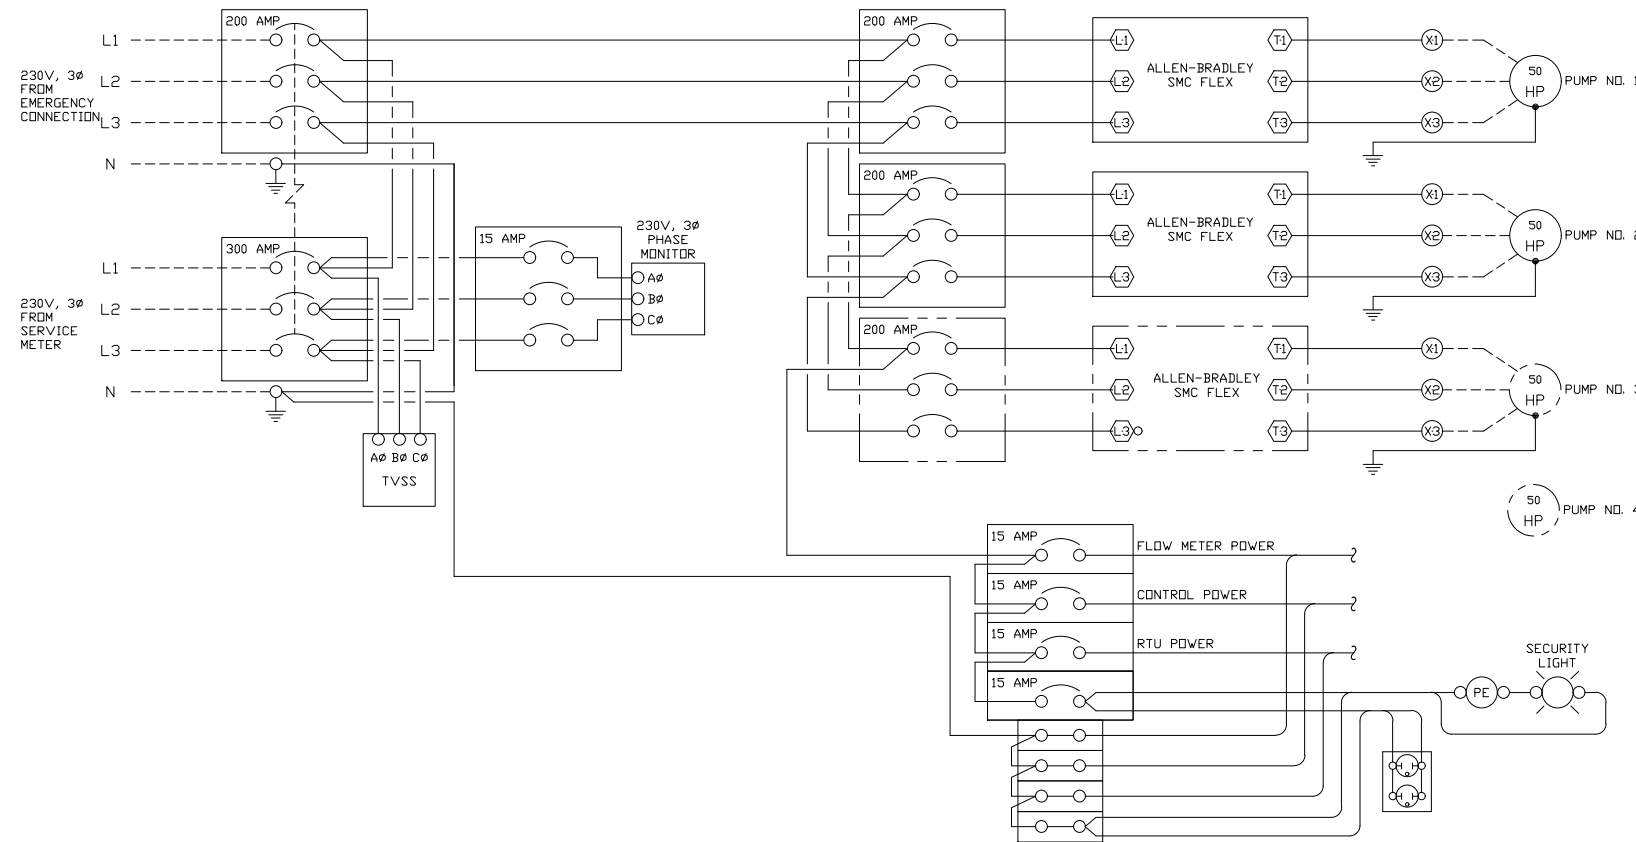 200 AMP
L1
L2
L3
N
230V, 3Ø
FROM
EMERGENCY
CONNECTION
300 AMP
L1
L2
L3
N
230V, 3Ø
FROM
SERVICE
METER
15 AMP
230V, 3Ø
PHASE
MONITOR
AØ
BØ
CØ
AØ BØ CØ
TVSS
200 AMP
L1
L2
L3
ALLEN-BRADLEY
SMC FLEX
T1
T2
T3
X1
X2
X3
50
HP
PUMP NO. 1
200 AMP
L1
L2
L3
ALLEN-BRADLEY
SMC FLEX
T1
T2
T3
X1
X2
X3
50
HP
PUMP NO. 2
200 AMP
L1
L2
L3
ALLEN-BRADLEY
SMC FLEX
T1
T2
T3
X1
X2
X3
50
HP
PUMP NO. 3
50
HP
PUMP NO. 4
15 AMP
FLOW METER POWER
15 AMP
CONTROL POWER
15 AMP
RTU POWER
15 AMP
SECURITY
LIGHT
PE